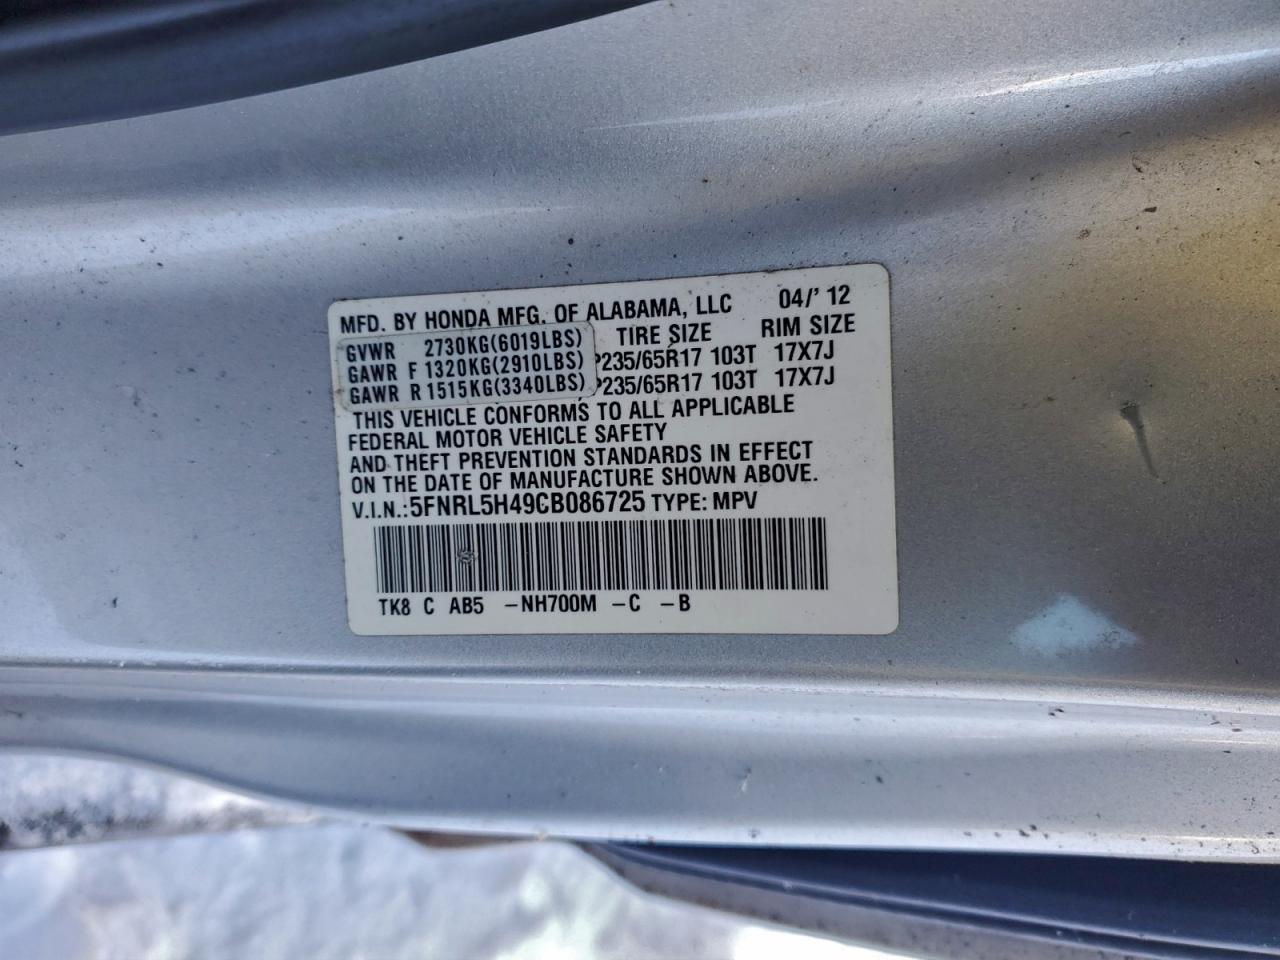 MFD. BY HONDA MFG. OF ALABAMA, LLC 04/'12
TIRE SIZE RIM SIZE
GVWR 2730KG(6019LBS)
GAWR F 1320KG(2910LBS) P235/65R17 103T 17X7J
GAWR R 1515KG(3340LBS) P235/65R17 103T 17X7J
THIS VEHICLE CONFORMS TO ALL APPLICABLE
FEDERAL MOTOR VEHICLE SAFETY
AND THEFT PREVENTION STANDARDS IN EFFECT
ON THE DATE OF MANUFACTURE SHOWN ABOVE.
V.I.N.:5FNRL5H49CB086725 TYPE: MPV
TK8 C AB5 -NH700M -C -B